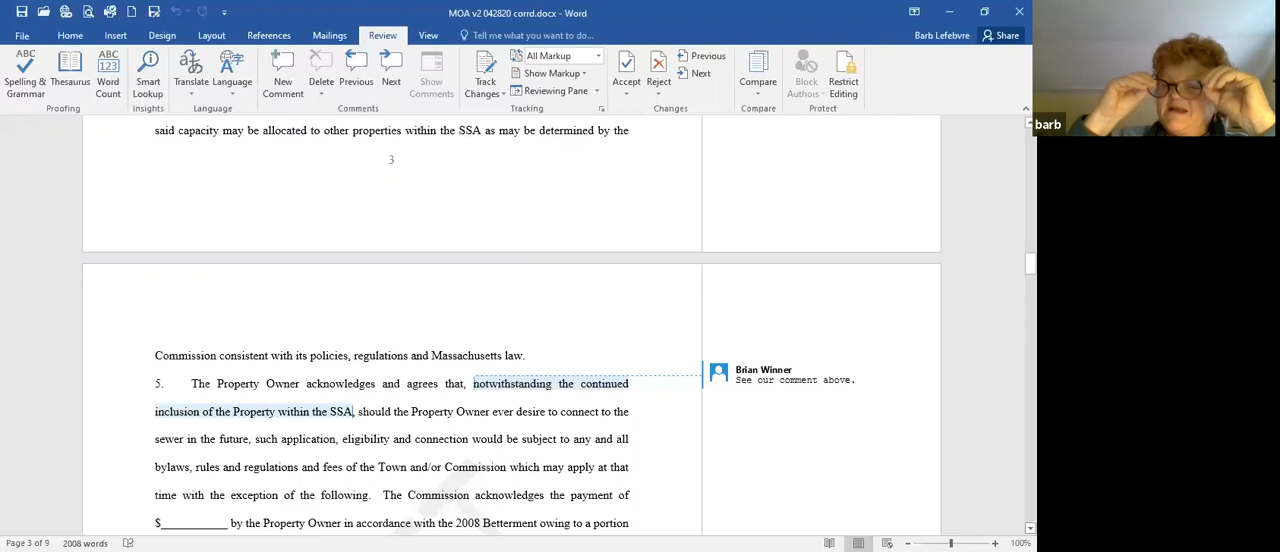 MOA v2 042820 corrd.docx - Word
File Home Insert Design Layout References Mailings Review View Tell me what you want to do... Barb Lefebvre Share
ABC Spelling & Grammar
Thesaurus
ABC 123 Word Count
Smart Lookup
Translate
Language
New Comment
Delete
Previous
Next
Show Comments
Track Changes
All Markup
Show Markup
Reviewing Pane
Accept
Reject
Previous
Next
Compare
Block Authors
Restrict Editing
Proofing Insights Language Comments Tracking Changes Compare Protect
barb
said capacity may be allocated to other properties within the SSA as may be determined by the
3
Commission consistent with its policies, regulations and Massachusetts law.
5. The Property Owner acknowledges and agrees that, notwithstanding the continued
inclusion of the Property within the SSA, should the Property Owner ever desire to connect to the
sewer in the future, such application, eligibility and connection would be subject to any and all
bylaws, rules and regulations and fees of the Town and/or Commission which may apply at that
time with the exception of the following. The Commission acknowledges the payment of
$____________ by the Property Owner in accordance with the 2008 Betterment owing to a portion
Brian Winner
See our comment above.
Page 3 of 9 2008 words 100%